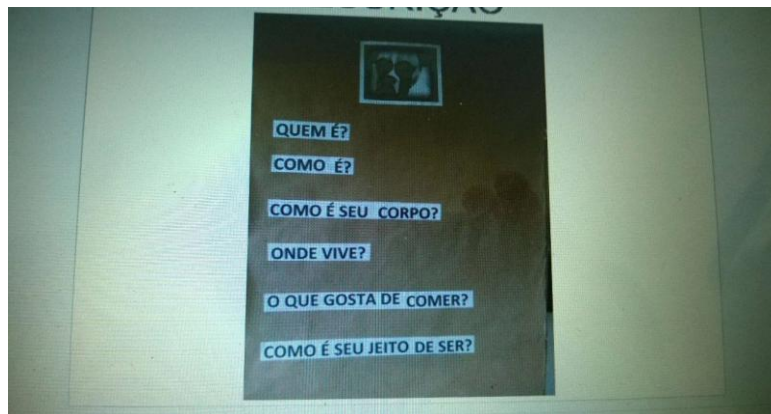 QUEM É?
COMO É?
COMO É SEU CORPO?
ONDE VIVE?
O QUE GOSTA DE COMER?
COMO É SEU JEITO DE SER?